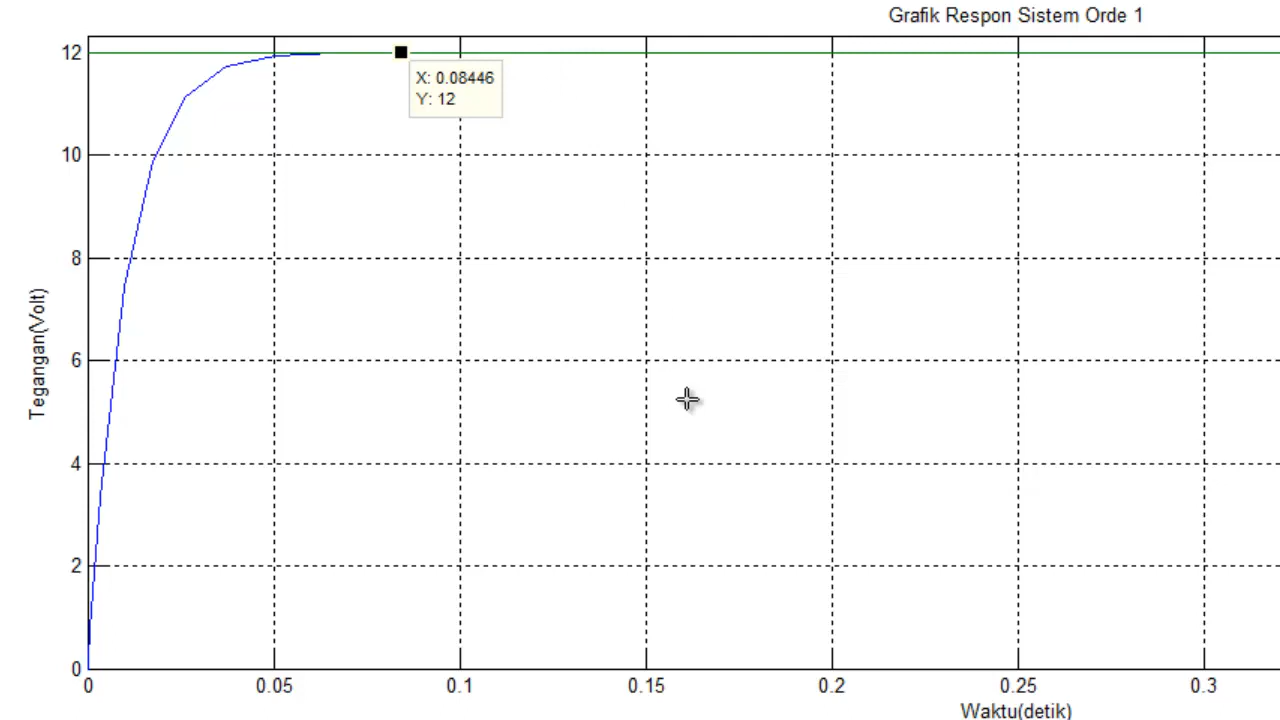 Grafik Respon Sistem Orde 1
12
10
8
6
4
2
0
Tegangan(Volt)
X: 0.08446
Y: 12
0 0.05 0.1 0.15 0.2 0.25 0.3
Waktu(detik)